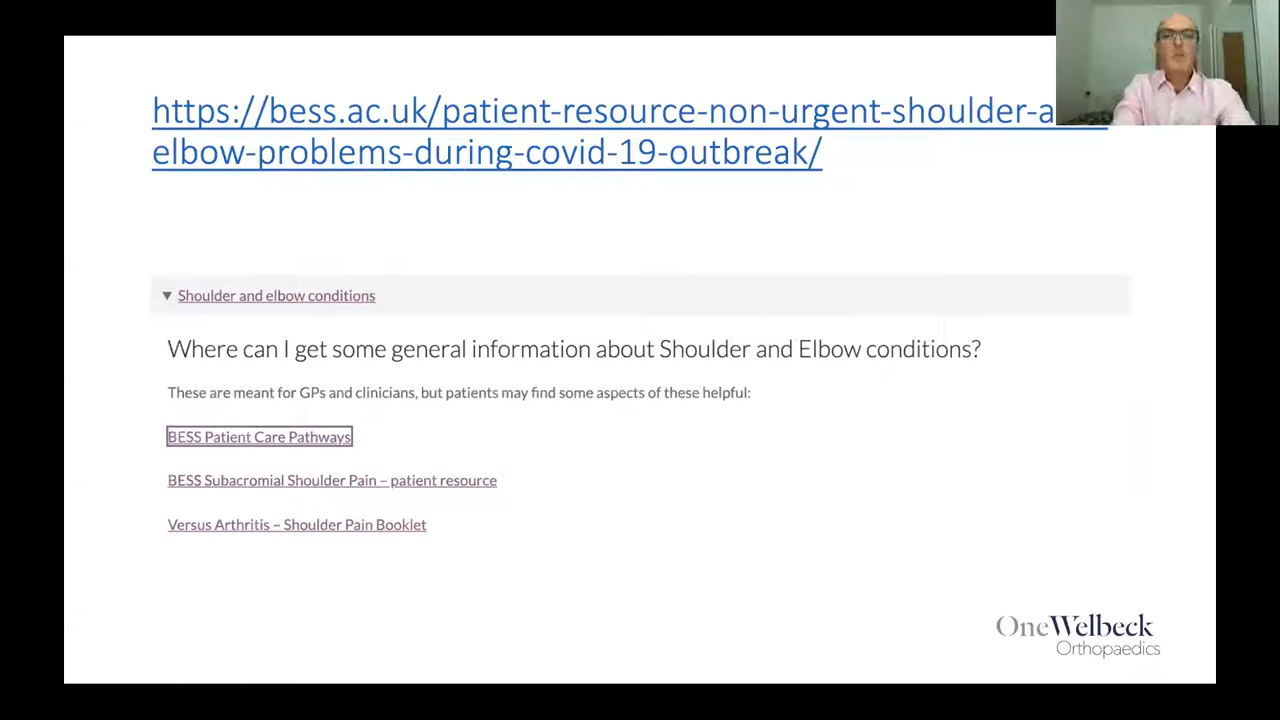 https://bess.ac.uk/patient-resource-non-urgent-shoulder-a
elbow-problems-during-covid-19-outbreak/
▼ Shoulder and elbow conditions
Where can I get some general information about Shoulder and Elbow conditions?
These are meant for GPs and clinicians, but patients may find some aspects of these helpful:
BESS Patient Care Pathways
BESS Subacromial Shoulder Pain – patient resource
Versus Arthritis – Shoulder Pain Booklet
OneWelbeck
Orthopaedics